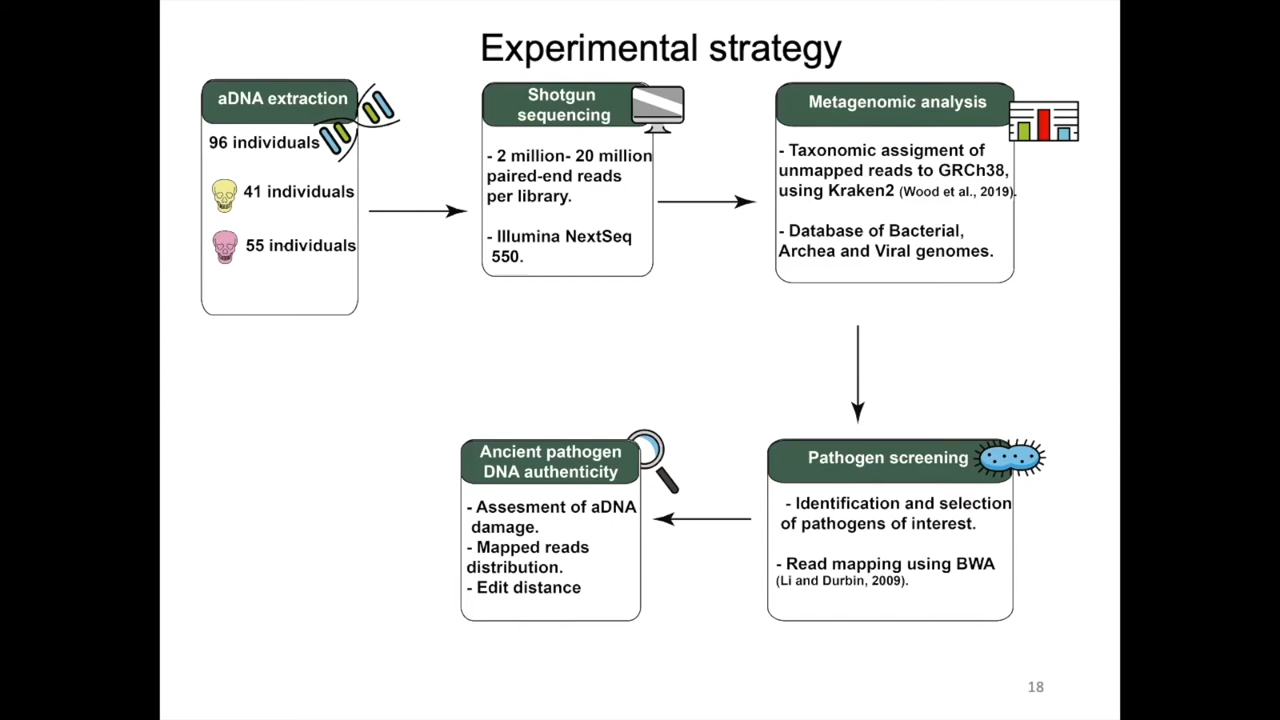 Experimental strategy
aDNA extraction
96 individuals
41 individuals
55 individuals
Shotgun
sequencing
- 2 million- 20 million
paired-end reads
per library.
- Illumina NextSeq
550.
Metagenomic analysis
- Taxonomic assigment of
unmapped reads to GRCh38,
using Kraken2 (Wood et al., 2019).
- Database of Bacterial,
Archea and Viral genomes.
Pathogen screening
- Identification and selection
of pathogens of interest.
- Read mapping using BWA
(Li and Durbin, 2009).
Ancient pathogen
DNA authenticity
- Assesment of aDNA
damage.
- Mapped reads
distribution.
- Edit distance
18